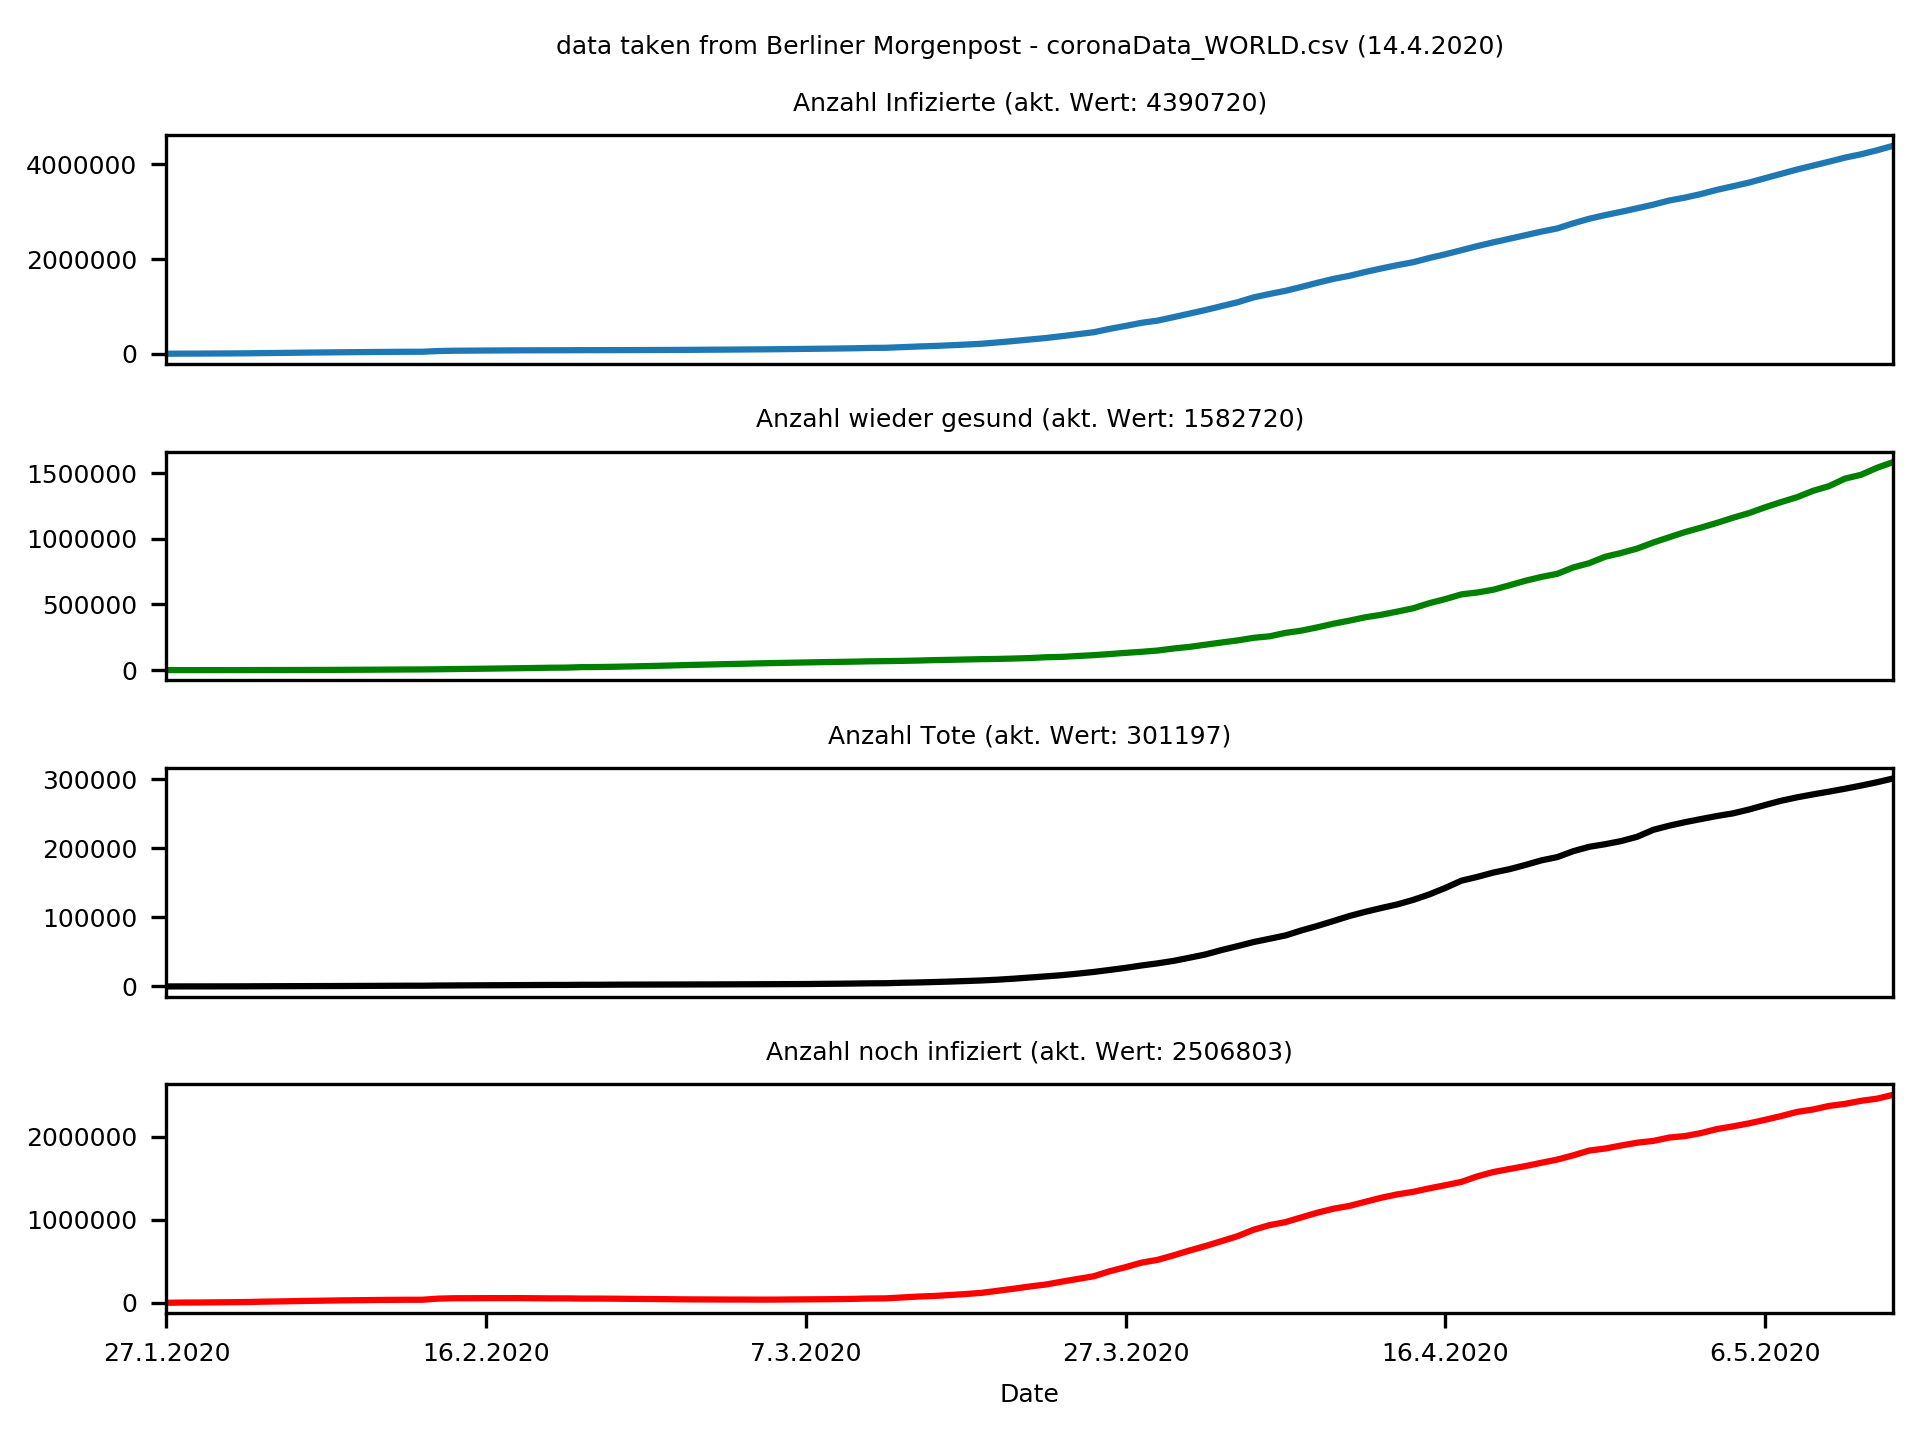 data taken from Berliner Morgenpost - coronaData_WORLD.csv (14.4.2020)
Anzahl Infizierte (akt. Wert: 4390720)
4000000
2000000
0
Anzahl wieder gesund (akt. Wert: 1582720)
1500000
1000000
500000
0
Anzahl Tote (akt. Wert: 301197)
300000
200000
100000
0
Anzahl noch infiziert (akt. Wert: 2506803)
2000000
1000000
0
27.1.2020 16.2.2020 7.3.2020 27.3.2020 16.4.2020 6.5.2020
Date